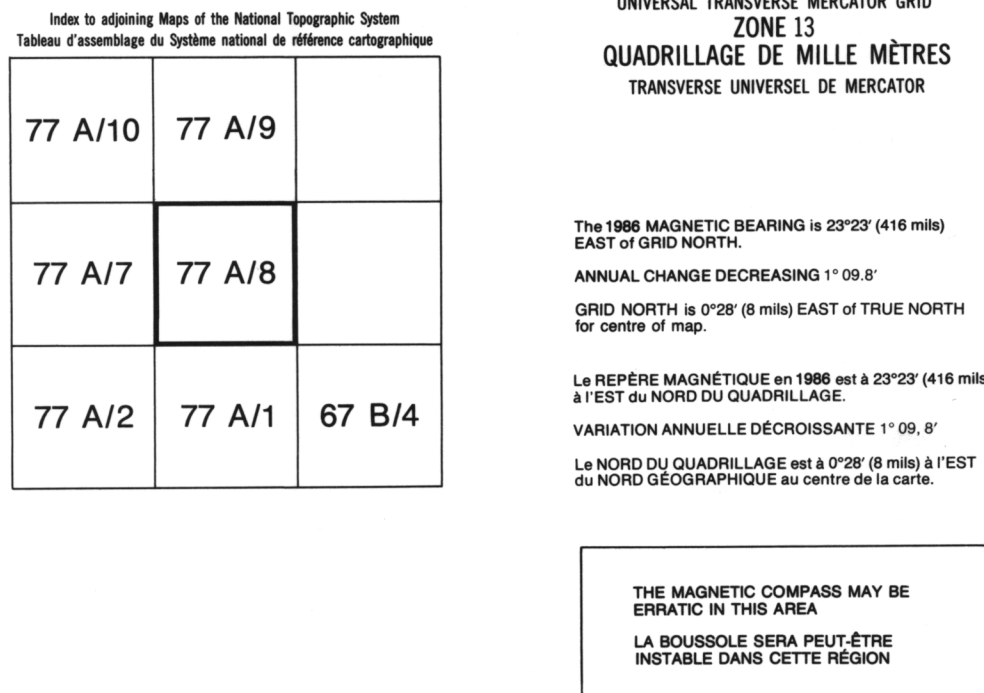 Index to adjoining Maps of the National Topographic System
Tableau d'assemblage du Système national de référence cartographique
77 A/10 77 A/9
77 A/7 77 A/8
77 A/2 77 A/1 67 B/4
UNIVERSAL TRANSVERSE MERCATOR GRID
ZONE 13
QUADRILLAGE DE MILLE MÈTRES
TRANSVERSE UNIVERSEL DE MERCATOR
The 1986 MAGNETIC BEARING is 23°23′ (416 mils)
EAST of GRID NORTH.
ANNUAL CHANGE DECREASING 1° 09.8′
GRID NORTH is 0°28′ (8 mils) EAST of TRUE NORTH
for centre of map.
Le REPÈRE MAGNÉTIQUE en 1986 est à 23°23′ (416 mils
à l'EST du NORD DU QUADRILLAGE.
VARIATION ANNUELLE DÉCROISSANTE 1° 09, 8′
Le NORD DU QUADRILLAGE est à 0°28′ (8 mils) à l'EST
du NORD GÉOGRAPHIQUE au centre de la carte.
THE MAGNETIC COMPASS MAY BE
ERRATIC IN THIS AREA
LA BOUSSOLE SERA PEUT-ÊTRE
INSTABLE DANS CETTE RÉGION